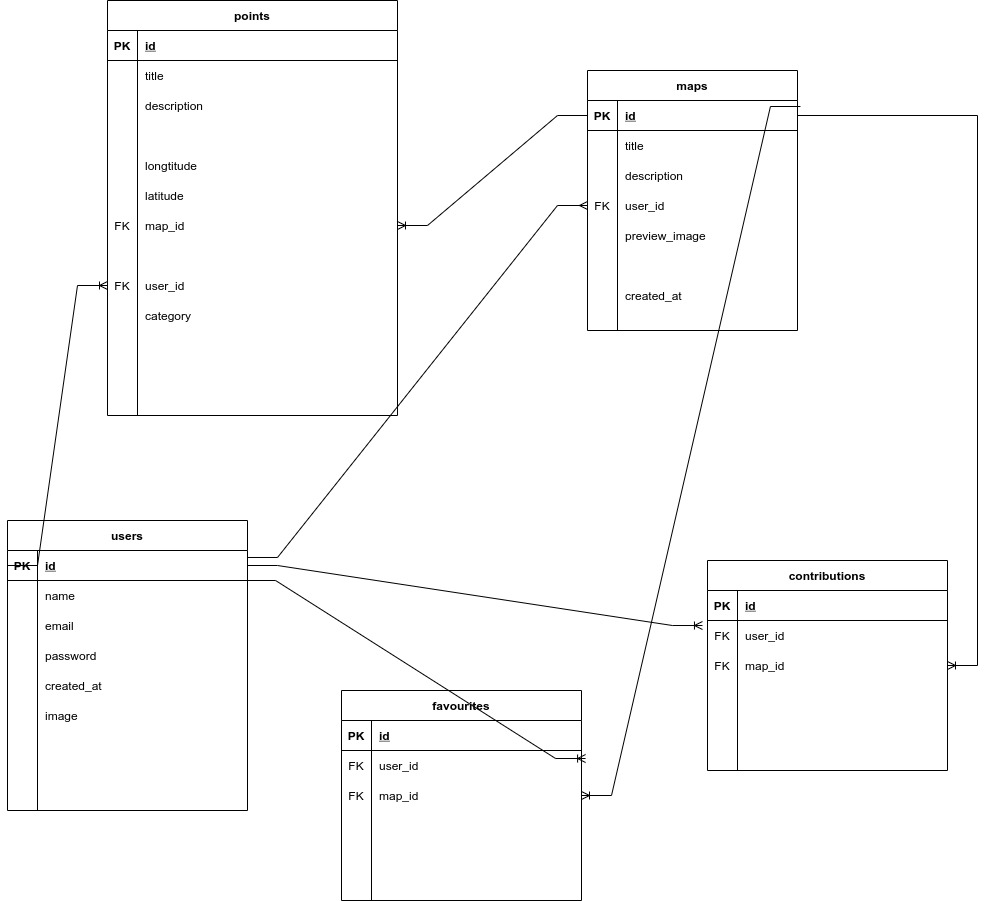 points
PK id
title
description
longtitude
latitude
FK map_id
FK user_id
category
maps
PK id
title
description
FK user_id
preview_image
created_at
users
PK id
name
email
password
created_at
image
favourites
PK id
FK user_id
FK map_id
contributions
PK id
FK user_id
FK map_id